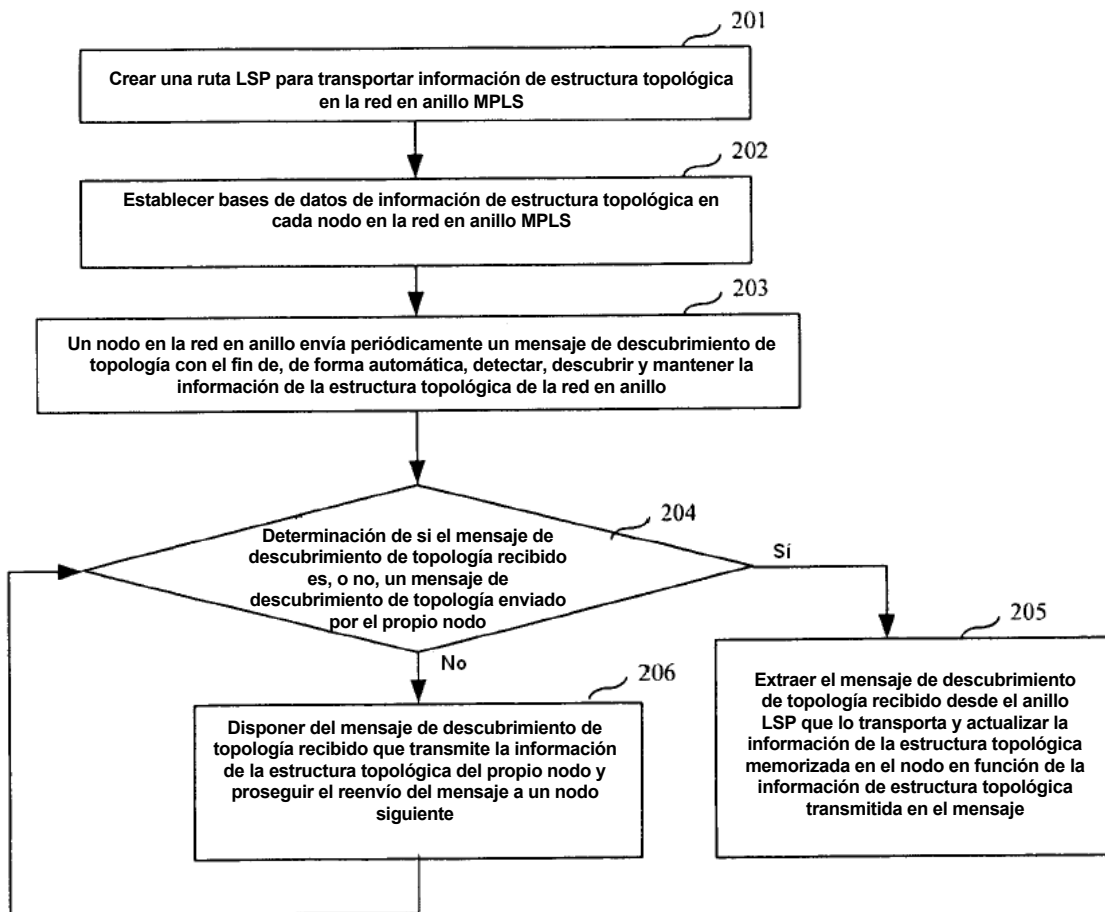 201
Crear una ruta LSP para transportar información de estructura topológica
en la red en anillo MPLS
202
Establecer bases de datos de información de estructura topológica en
cada nodo en la red en anillo MPLS
203
Un nodo en la red en anillo envía periódicamente un mensaje de descubrimiento de
topología con el fin de, de forma automática, detectar, descubrir y mantener la
información de la estructura topológica de la red en anillo
204
Determinación de si el mensaje de
descubrimiento de topología recibido
es, o no, un mensaje de
descubrimiento de topología enviado
por el propio nodo
Sí
No
205
Extraer el mensaje de descubrimiento
de topología recibido desde el anillo
LSP que lo transporta y actualizar la
información de la estructura topológica
memorizada en el nodo en función de la
información de estructura topológica
transmitida en el mensaje
206
Disponer del mensaje de descubrimiento de
topología recibido que transmite la información
de la estructura topológica del propio nodo y
proseguir el reenvío del mensaje a un nodo
siguiente